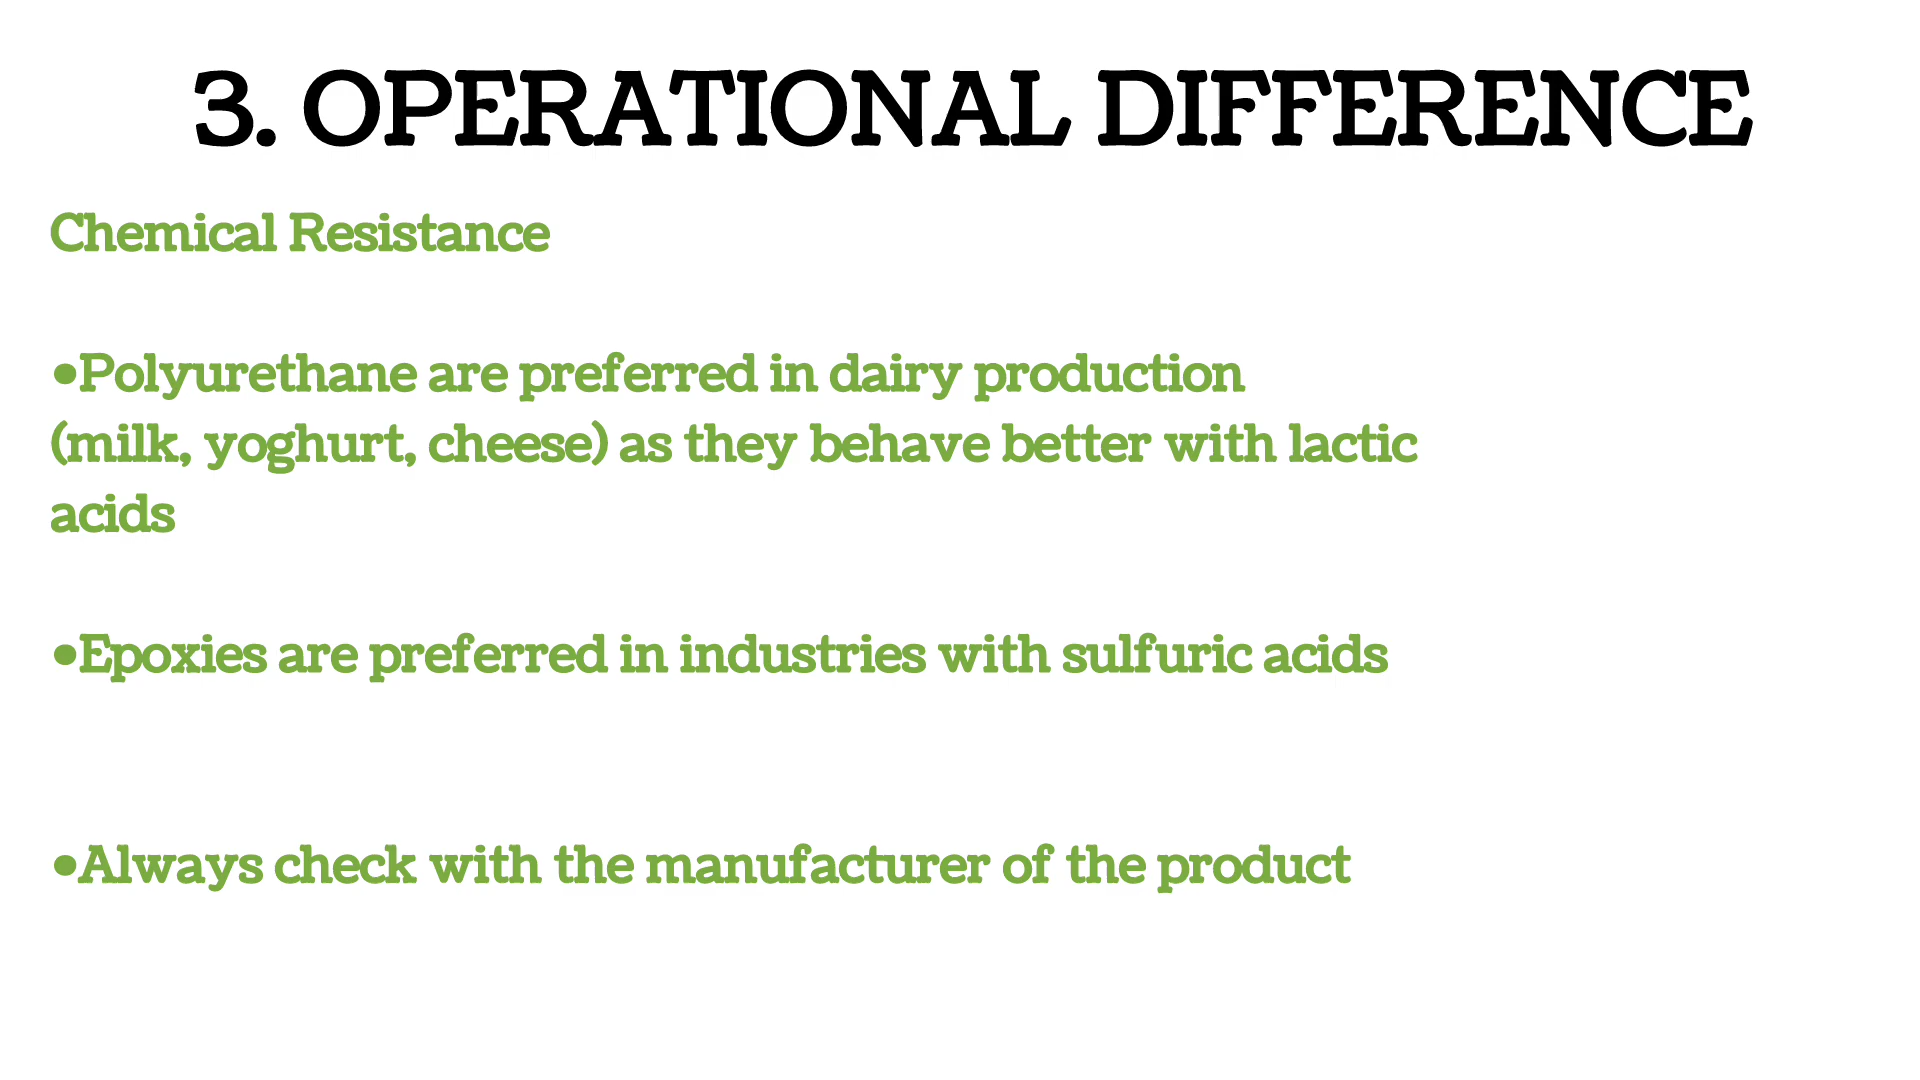 3. OPERATIONAL DIFFERENCE
Chemical Resistance
•Polyurethane are preferred in dairy production
(milk, yoghurt, cheese) as they behave better with lactic
acids
•Epoxies are preferred in industries with sulfuric acids
•Always check with the manufacturer of the product